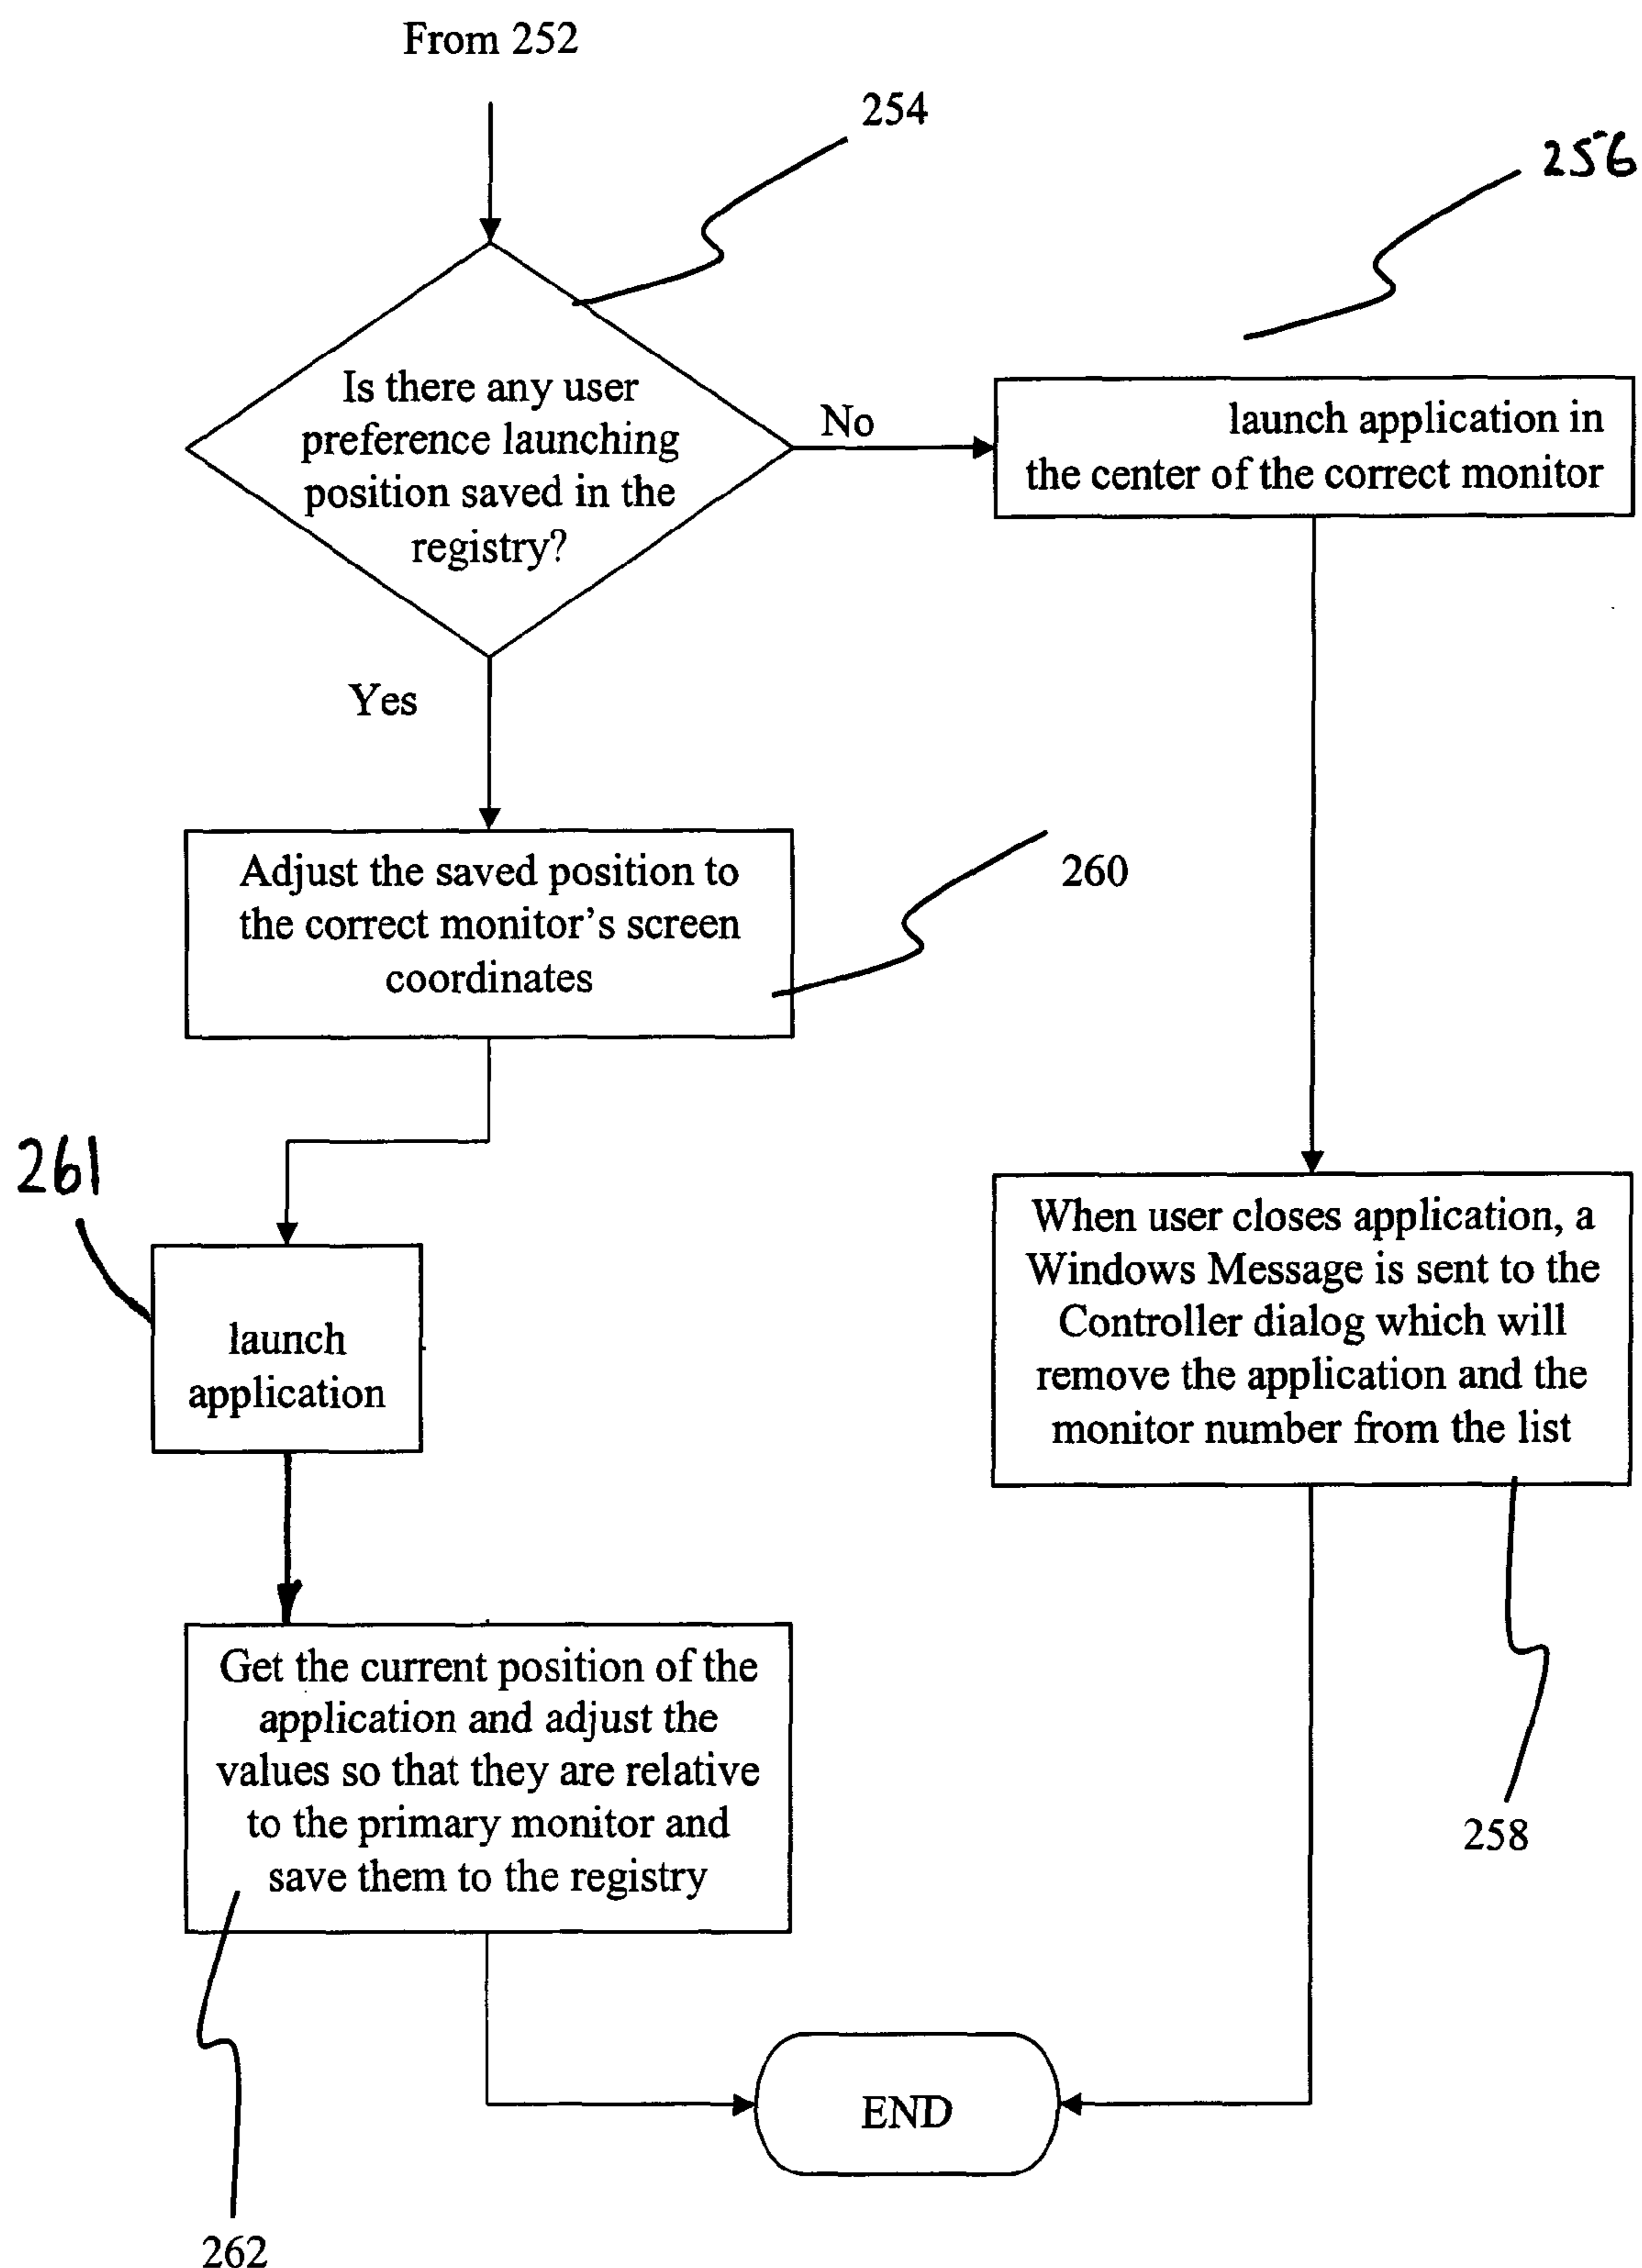 From 252
254
256
Is there any user
preference launching
position saved in the
registry?
No
launch application in
the center of the correct monitor
Yes
Adjust the saved position to
the correct monitor's screen
coordinates
260
261
launch
application
When user closes application, a
Windows Message is sent to the
Controller dialog which will
remove the application and the
monitor number from the list
Get the current position of the
application and adjust the
values so that they are relative
to the primary monitor and
save them to the registry
258
END
262